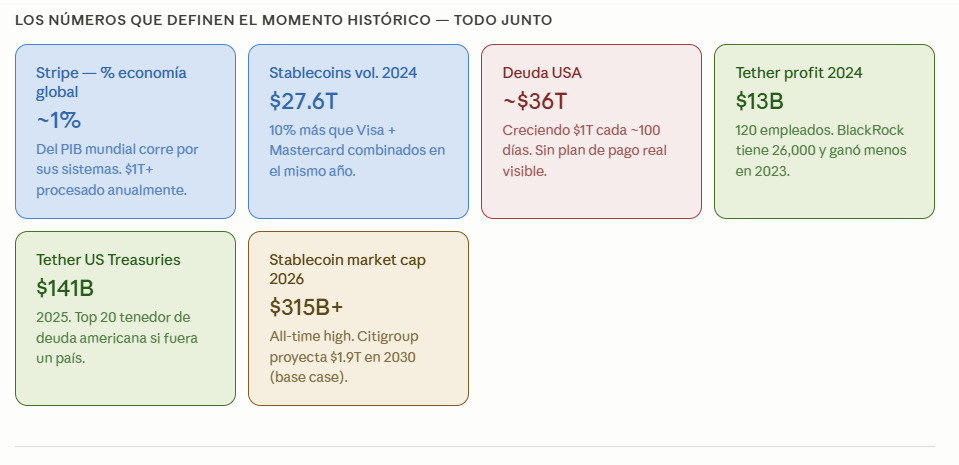 LOS NÚMEROS QUE DEFINEN EL MOMENTO HISTÓRICO — TODO JUNTO
Stripe — % economía
global
~1%
Del PIB mundial corre por
sus sistemas. $1T+
procesado anualmente.
Stablecoins vol. 2024
$27.6T
10% más que Visa +
Mastercard combinados en
el mismo año.
Deuda USA
~$36T
Creciendo $1T cada ~100
días. Sin plan de pago real
visible.
Tether profit 2024
$13B
120 empleados. BlackRock
tiene 26,000 y ganó menos
en 2023.
Tether US Treasuries
$141B
2025. Top 20 tenedor de
deuda americana si fuera
un país.
Stablecoin market cap
2026
$315B+
All-time high. Citigroup
proyecta $1.9T en 2030
(base case).